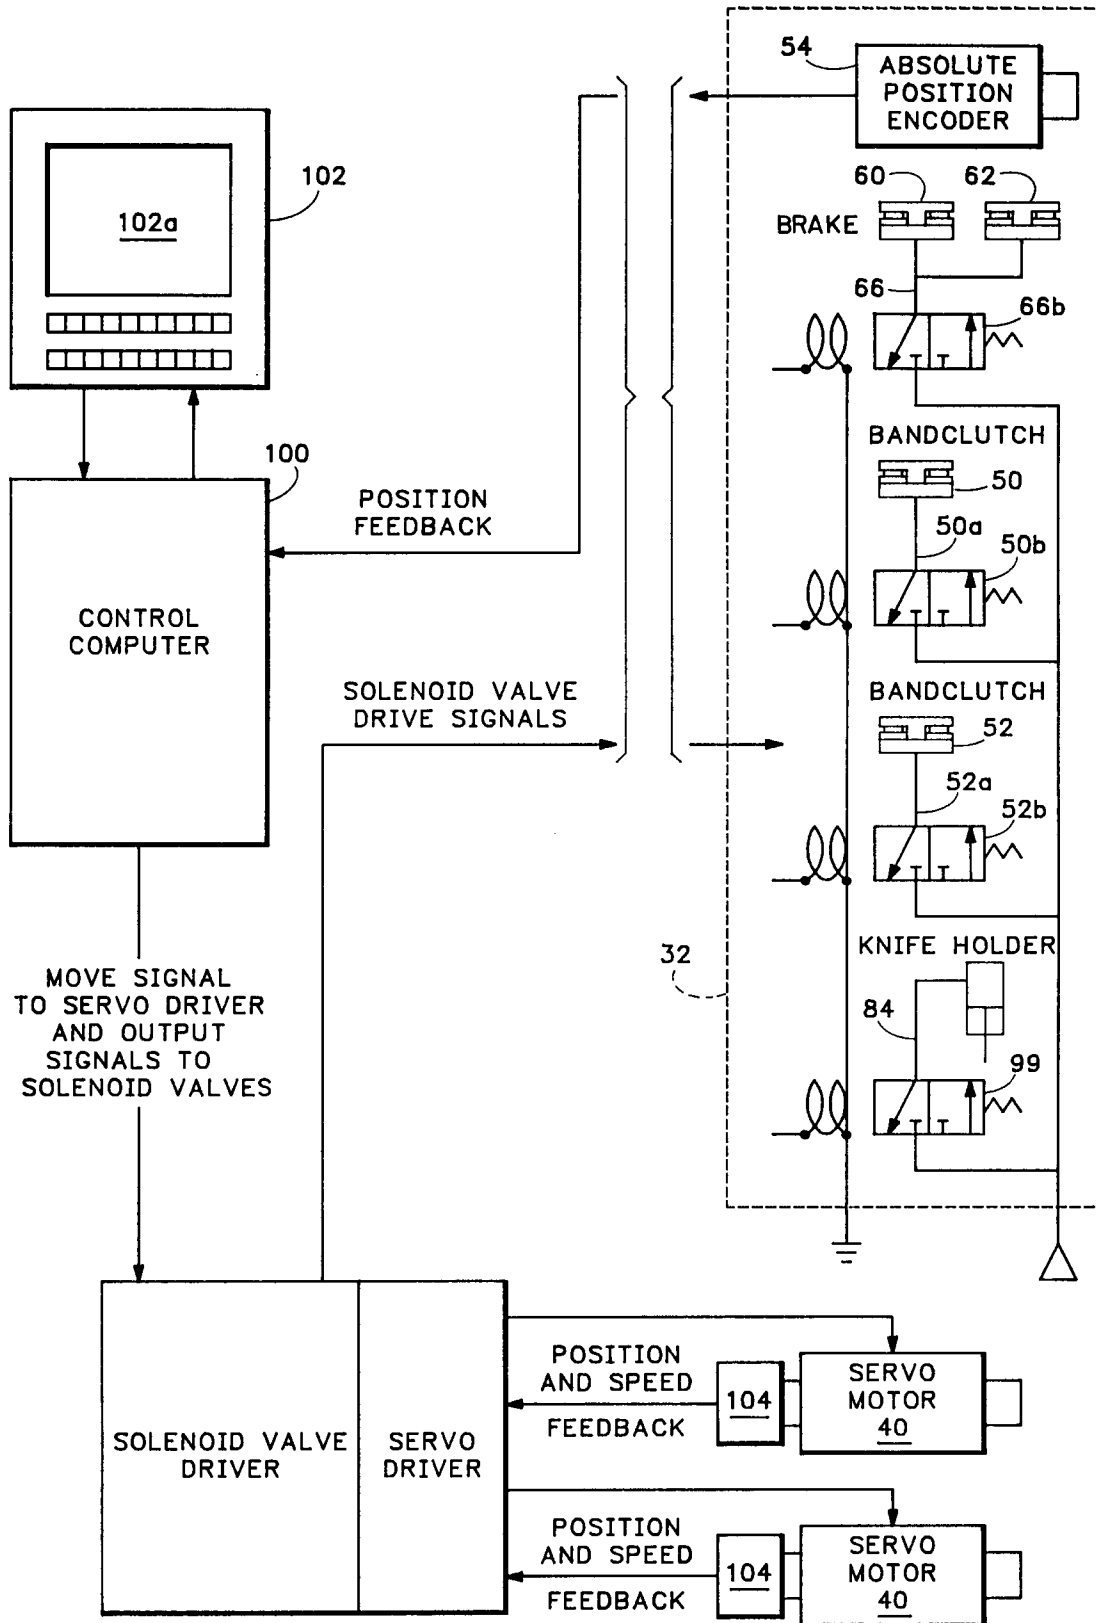 54
ABSOLUTE
POSITION
ENCODER
102
102a
60
62
BRAKE
66
66b
BANDCLUTCH
100
50
POSITION
FEEDBACK
50a
50b
CONTROL
COMPUTER
BANDCLUTCH
SOLENOID VALVE
DRIVE SIGNALS
52
52a
52b
KNIFE HOLDER
32
MOVE SIGNAL
TO SERVO DRIVER
AND OUTPUT
SIGNALS TO
SOLENOID VALVES
84
99
SOLENOID VALVE
DRIVER
SERVO
DRIVER
POSITION
AND SPEED
FEEDBACK
104
SERVO
MOTOR
40
POSITION
AND SPEED
FEEDBACK
104
SERVO
MOTOR
40